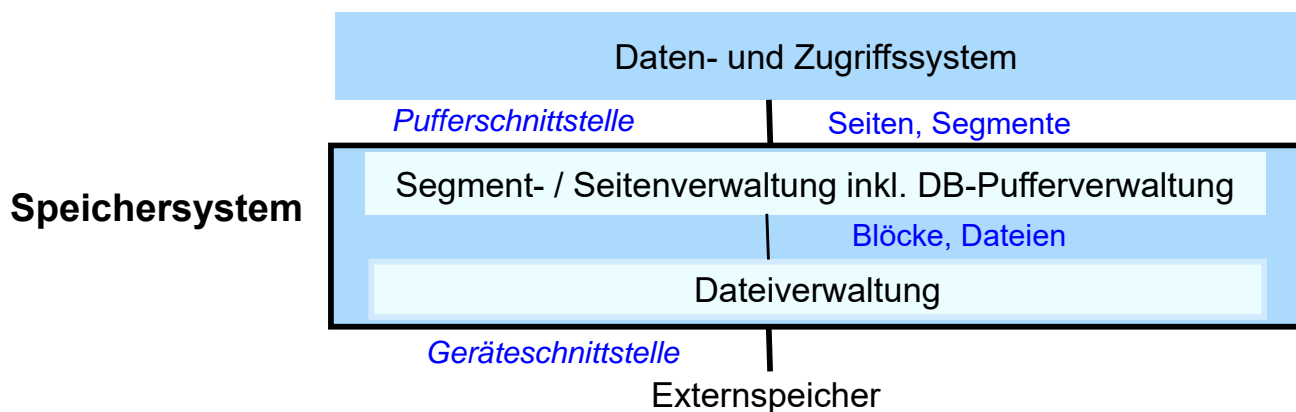 Daten- und Zugriffssystem
Pufferschnittstelle
Seiten, Segmente
Segment- / Seitenverwaltung inkl. DB-Pufferverwaltung
Speichersystem
Blöcke, Dateien
Dateiverwaltung
Geräteschnittstelle
Externspeicher